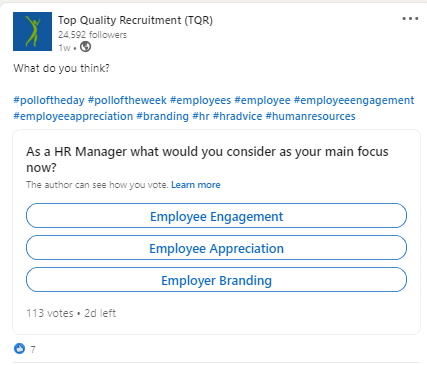 Top Quality Recruitment (TQR)
24,592 followers
1w •
What do you think?
#polloftheday #polloftheweek #employees #employee #employeeengagement
#employeeappreciation #branding #hr #hradvice #humanresources
As a HR Manager what would you consider as your main focus
now?
The author can see how you vote. Learn more
Employee Engagement
Employee Appreciation
Employer Branding
113 votes • 2d left
7